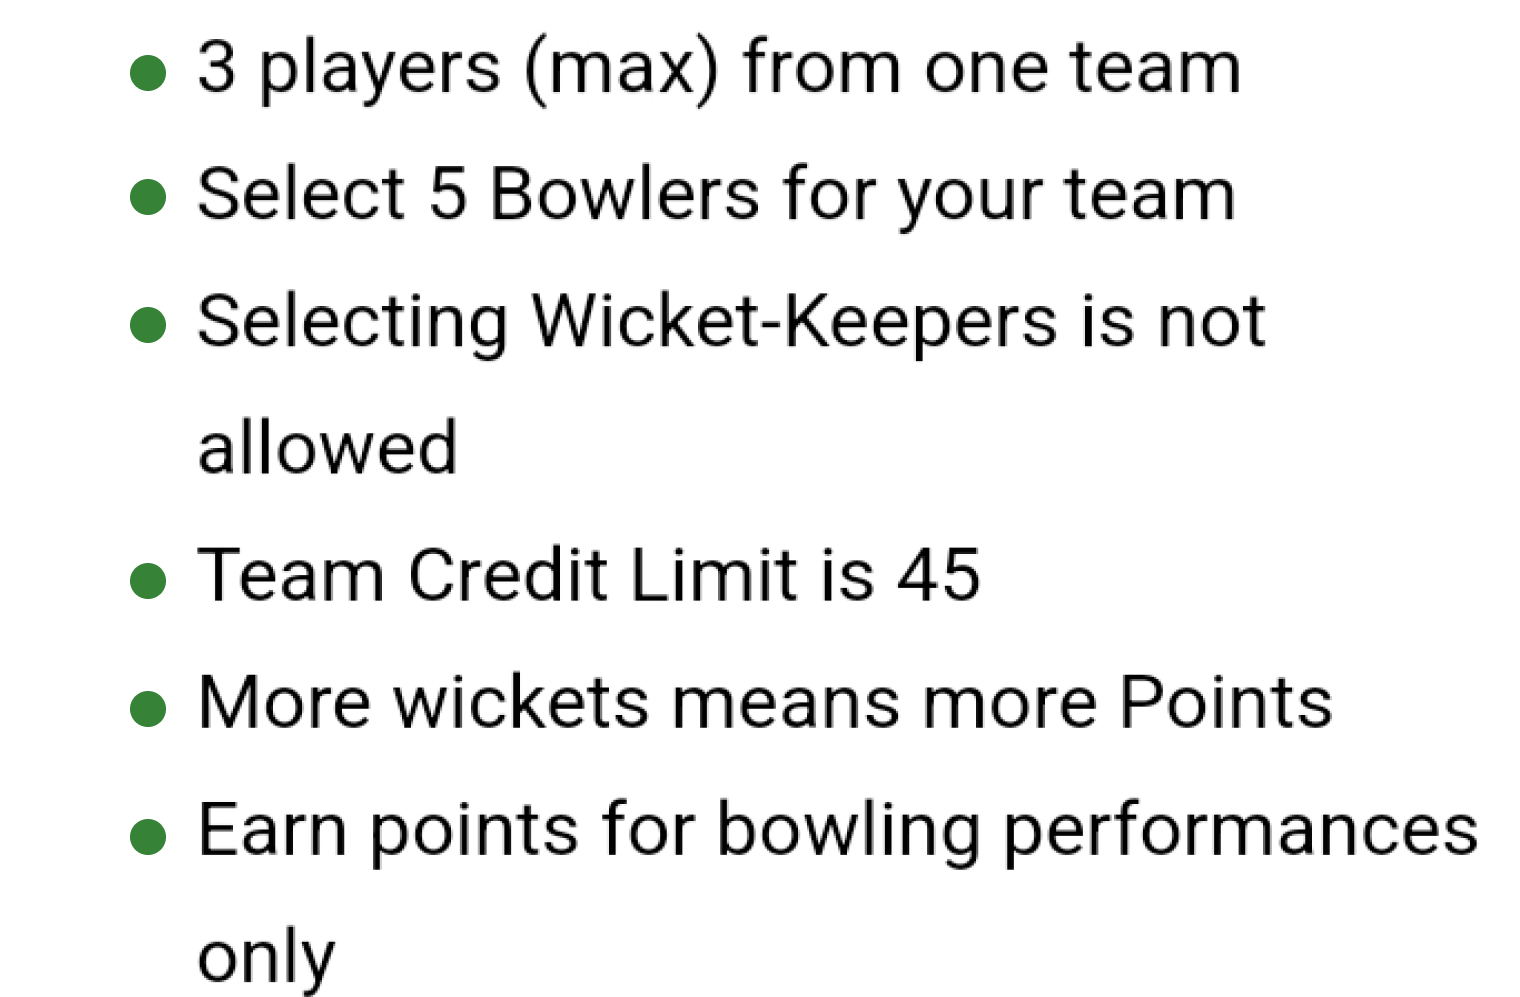 3 players (max) from one team
Select 5 Bowlers for your team
Selecting Wicket-Keepers is not
allowed
Team Credit Limit is 45
More wickets means more Points
Earn points for bowling performances
only